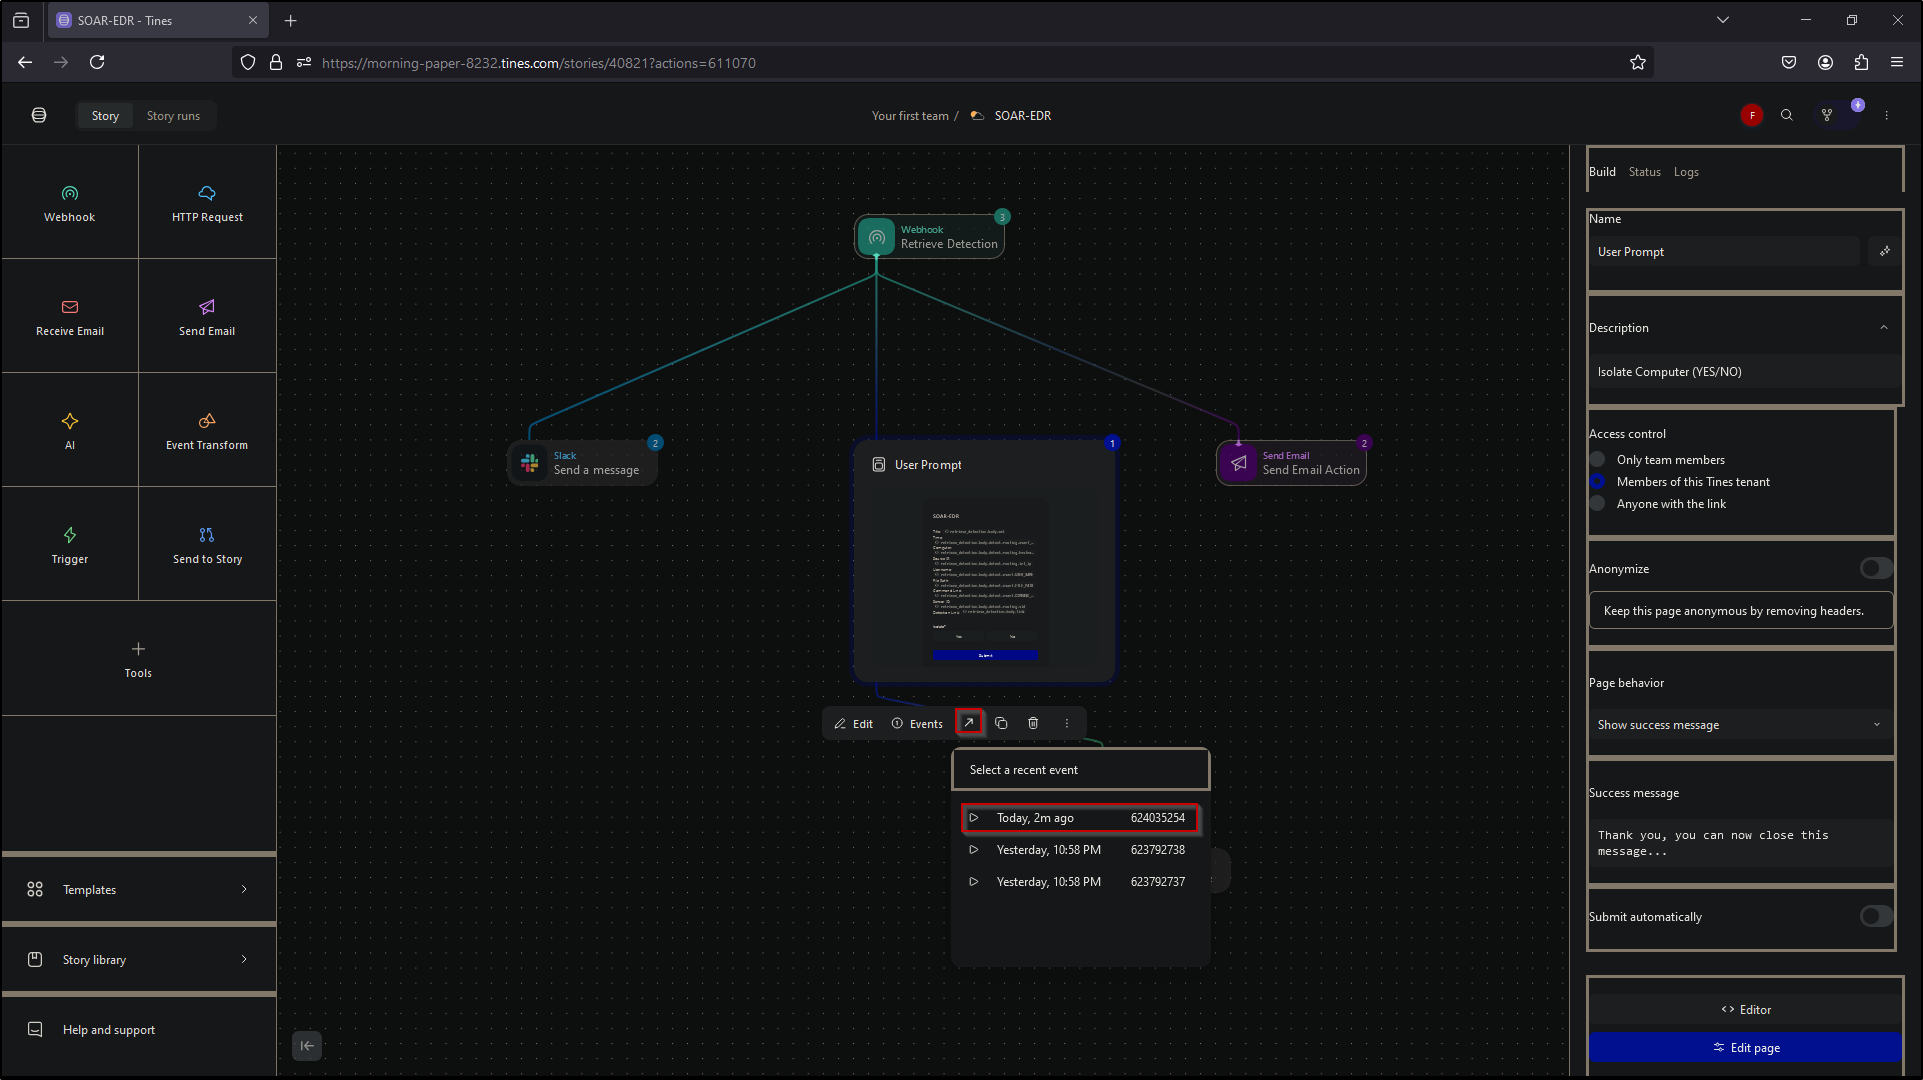 SOAR-EDR - Tines
https://morning-paper-8232.tines.com/stories/40821?actions=611070
Story
Story runs
Your first team /
SOAR-EDR
F
Webhook
HTTP Request
Receive Email
Send Email
AI
Event Transform
Trigger
Send to Story
Tools
Templates
Story library
Help and support
3
Webhook
Retrieve Detection
2
Slack
Send a message
1
User Prompt
SOAR-EDR
Yes
No
Submit
2
Send Email
Send Email Action
Edit
Events
Select a recent event
Today, 2m ago 624035254
Yesterday, 10:58 PM 623792738
Yesterday, 10:58 PM 623792737
Build
Status
Logs
Name
User Prompt
Description
Isolate Computer (YES/NO)
Access control
Only team members
Members of this Tines tenant
Anyone with the link
Anonymize
Keep this page anonymous by removing headers.
Page behavior
Show success message
Success message
Thank you, you can now close this
message...
Submit automatically
<> Editor
Edit page